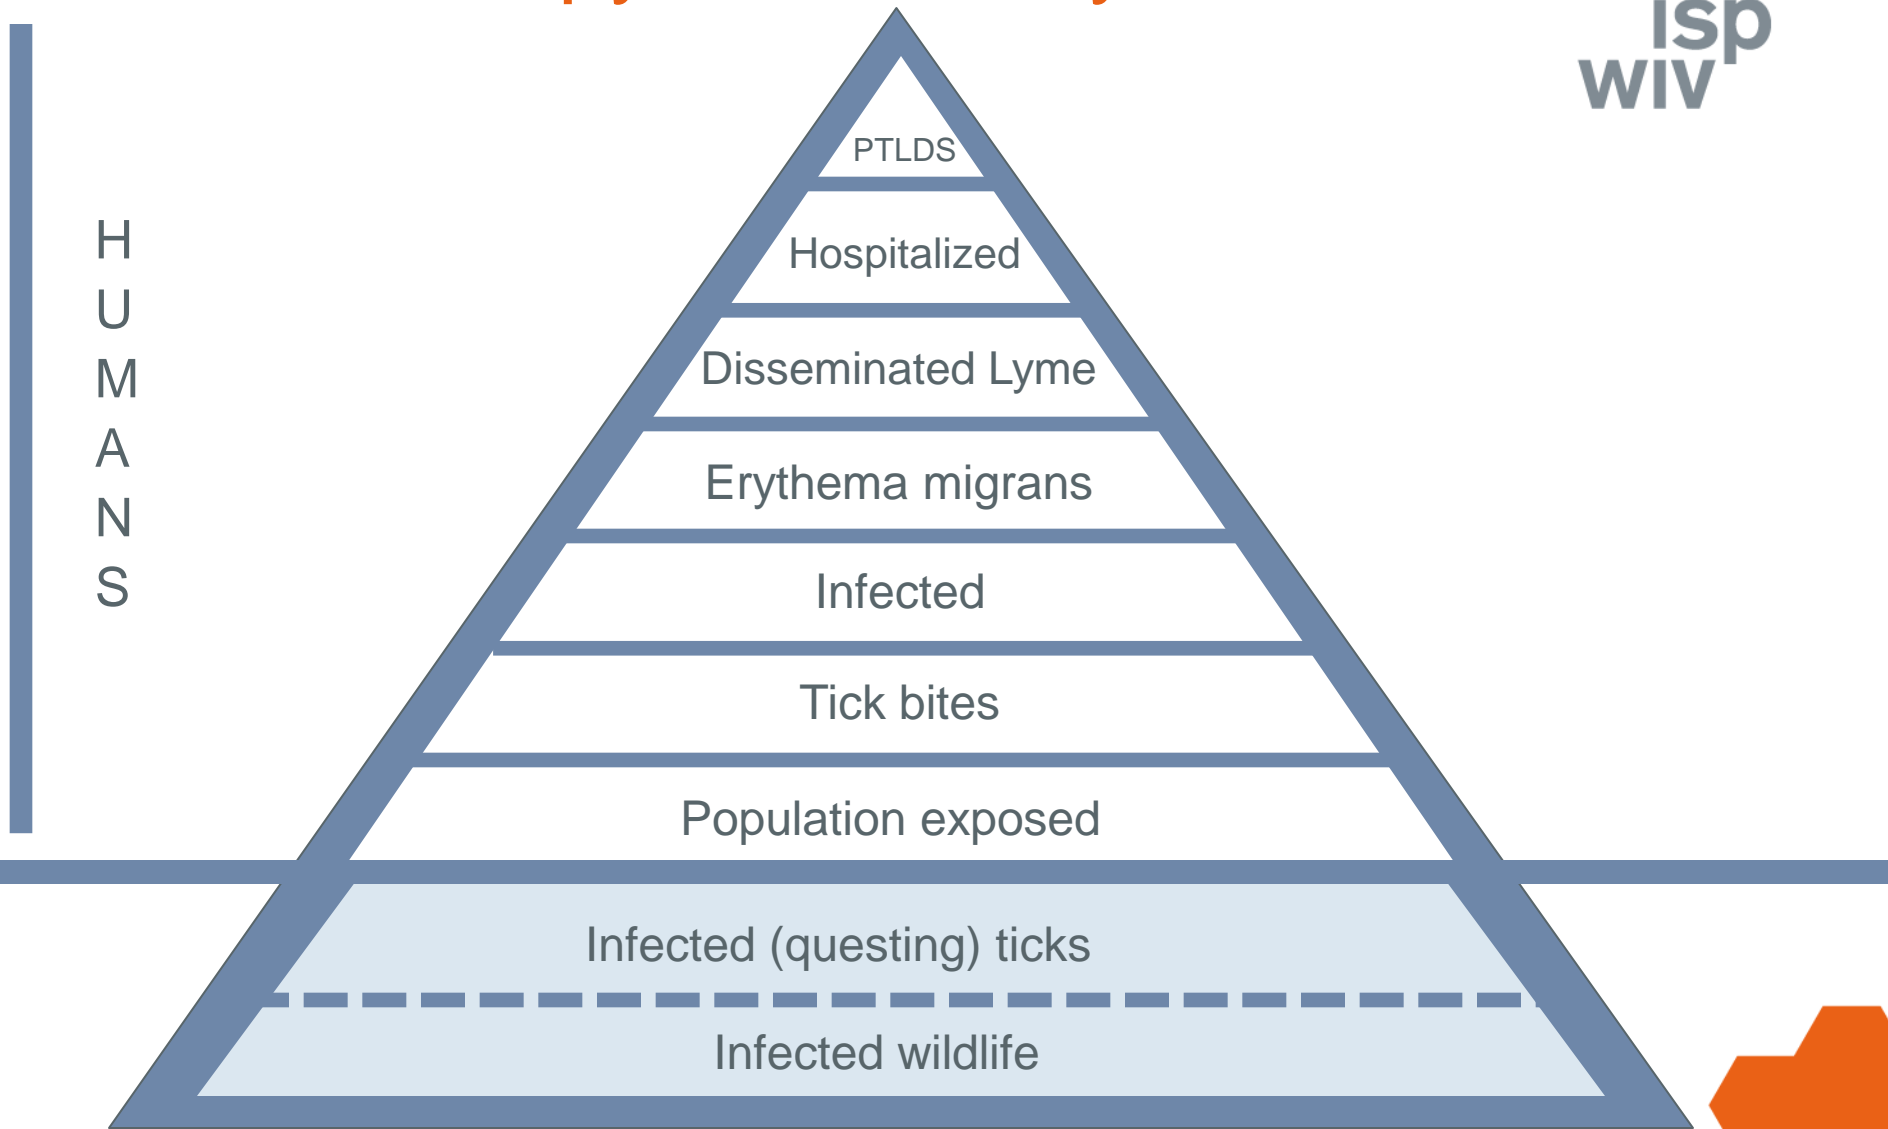 isp
wiv
PTLDS
Hospitalized
Disseminated Lyme
Erythema migrans
Infected
Tick bites
Population exposed
Infected (questing) ticks
Infected wildlife
H
U
M
A
N
S